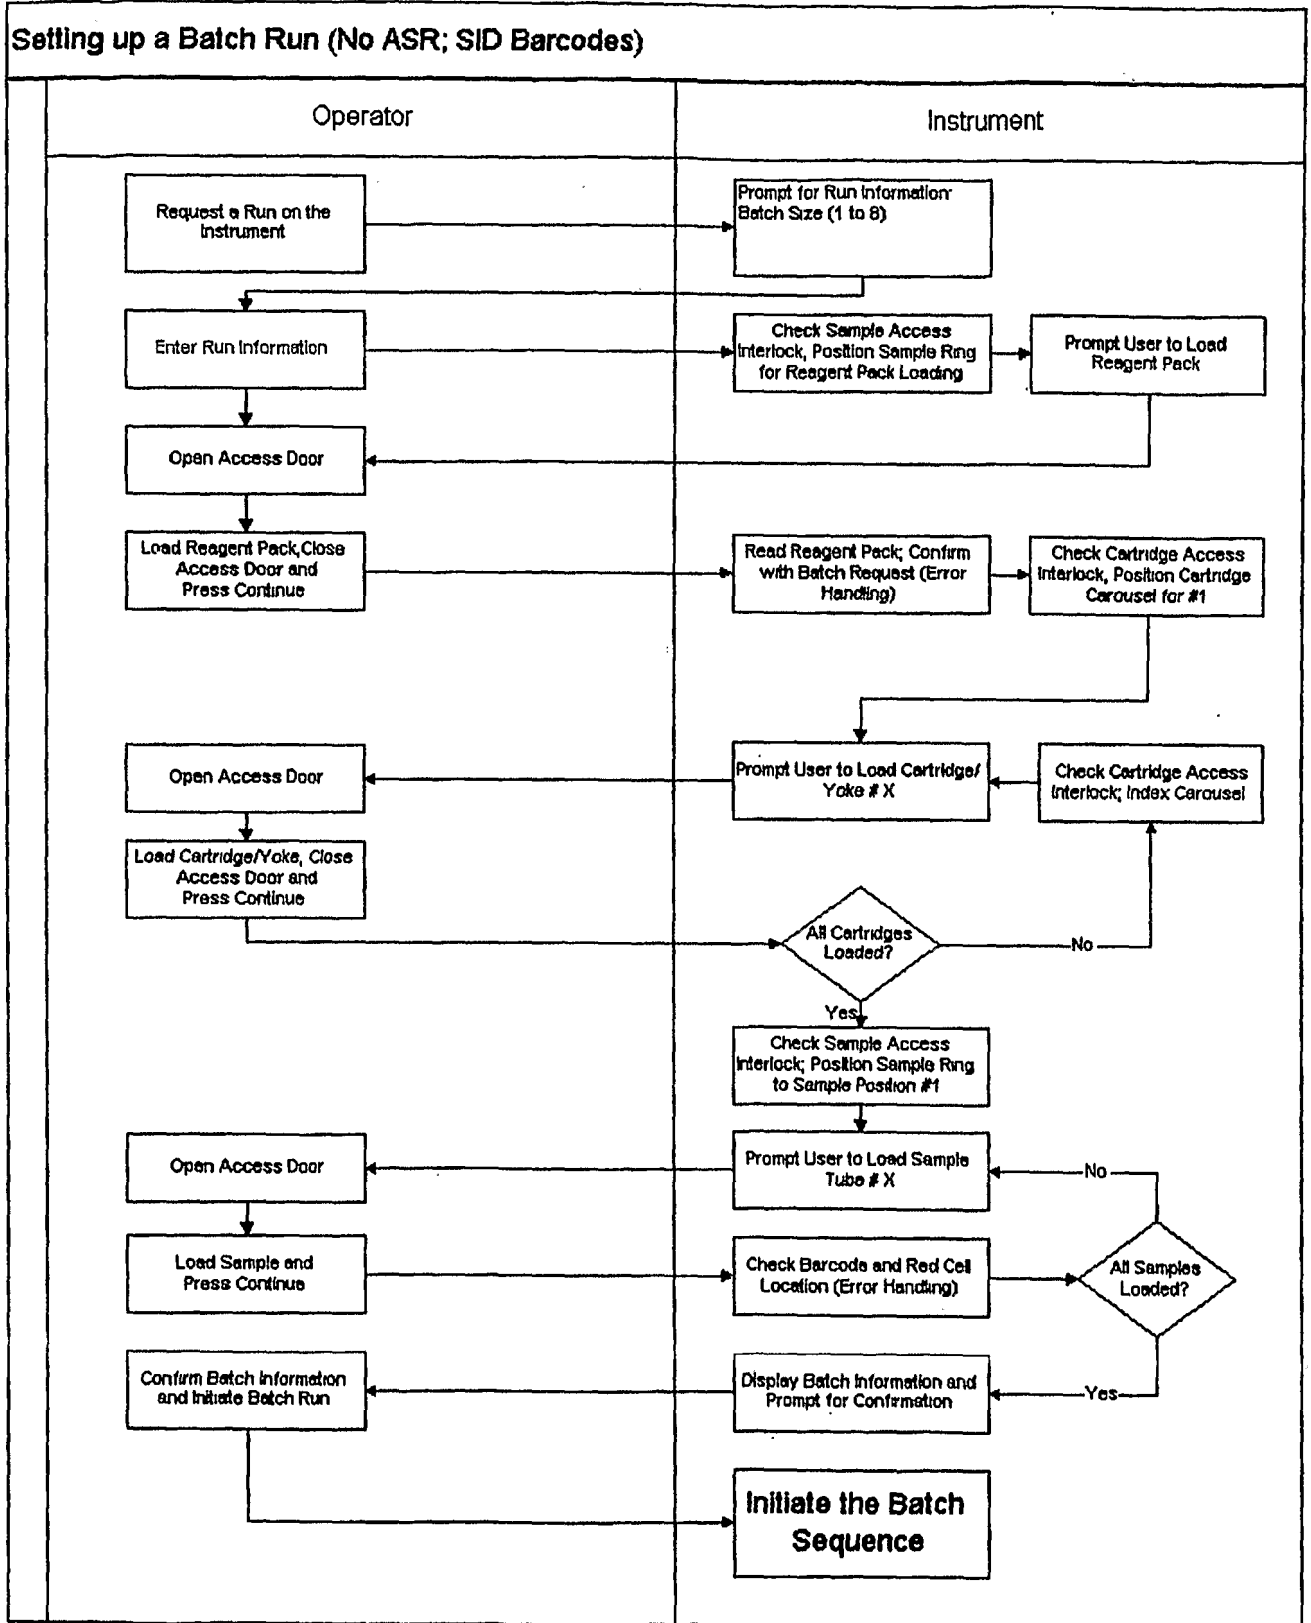 Setting up a Batch Run (No ASR; SID Barcodes)
Operator
Instrument
Request a Run on the
Instrument
Prompt for Run Information
Batch Size (1 to 8)
Enter Run Information
Check Sample Access
Interlock, Position Sample Ring
for Reagent Pack Loading
Prompt User to Load
Reagent Pack
Open Access Door
Load Reagent Pack,Close
Access Door and
Press Continue
Read Reagent Pack; Confirm
with Batch Request (Error
Handling)
Check Cartridge Access
Interlock, Position Cartridge
Carousel for #1
Open Access Door
Prompt User to Load Cartridge/
Yoke # X
Check Cartridge Access
Interlock; Index Carousel
Load Cartridge/Yoke, Close
Access Door and
Press Continue
All Cartridges
Loaded?
No
Yes
Check Sample Access
Interlock; Position Sample Ring
to Sample Position #1
Open Access Door
Prompt User to Load Sample
Tube # X
No
Load Sample and
Press Continue
Check Barcode and Red Cell
Location (Error Handling)
All Samples
Loaded?
Confirm Batch Information
and Initiate Batch Run
Display Batch Information and
Prompt for Confirmation
Yes
Initiate the Batch
Sequence